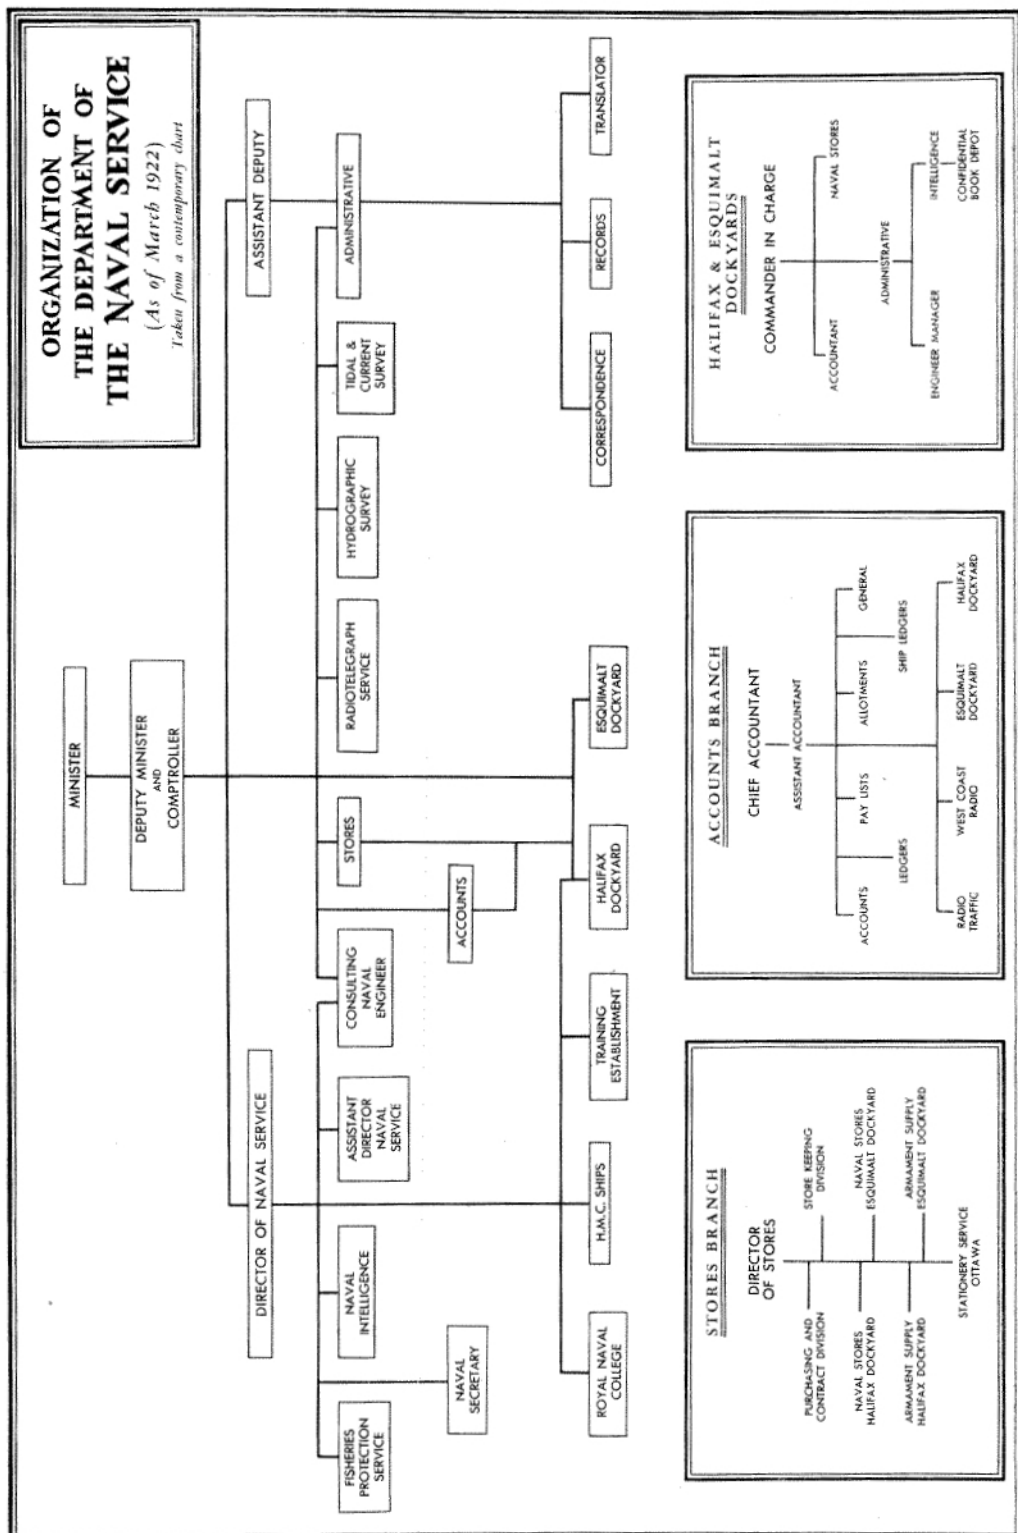 ORGANIZATION OF
THE DEPARTMENT OF
THE NAVAL SERVICE
(As of March 1922)
Taken from a contemporary chart
MINISTER
DEPUTY MINISTER
AND
COMPTROLLER
DIRECTOR OF NAVAL SERVICE
ASSISTANT DEPUTY
FISHERIES
PROTECTION
SERVICE
NAVAL
INTELLIGENCE
ASSISTANT
DIRECTOR
NAVAL
SERVICE
CONSULTING
NAVAL
ENGINEER
STORES
RADIOTELEGRAPH
SERVICE
HYDROGRAPHIC
SURVEY
TIDAL &
CURRENT
SURVEY
ADMINISTRATIVE
NAVAL
SECRETARY
ACCOUNTS
ROYAL NAVAL
COLLEGE
H.M.C. SHIPS
TRAINING
ESTABLISHMENT
HALIFAX
DOCKYARD
ESQUIMALT
DOCKYARD
CORRESPONDENCE
RECORDS
TRANSLATOR
STORES BRANCH
DIRECTOR
OF STORES
PURCHASING AND
CONTRACT DIVISION
STORE KEEPING
DIVISION
NAVAL STORES
HALIFAX DOCKYARD
NAVAL STORES
ESQUIMALT DOCKYARD
ARMAMENT SUPPLY
HALIFAX DOCKYARD
ARMAMENT SUPPLY
ESQUIMALT DOCKYARD
STATIONERY SERVICE
OTTAWA
ACCOUNTS BRANCH
CHIEF ACCOUNTANT
ASSISTANT ACCOUNTANT
ACCOUNTS
PAY LISTS
ALLOTMENTS
GENERAL
LEDGERS
SHIP LEDGERS
RADIO
TRAFFIC
WEST COAST
RADIO
ESQUIMALT
DOCKYARD
HALIFAX
DOCKYARD
HALIFAX & ESQUIMALT
DOCKYARDS
COMMANDER IN CHARGE
ACCOUNTANT
NAVAL STORES
ADMINISTRATIVE
ENGINEER MANAGER
INTELLIGENCE
CONFIDENTIAL
BOOK DEPOT